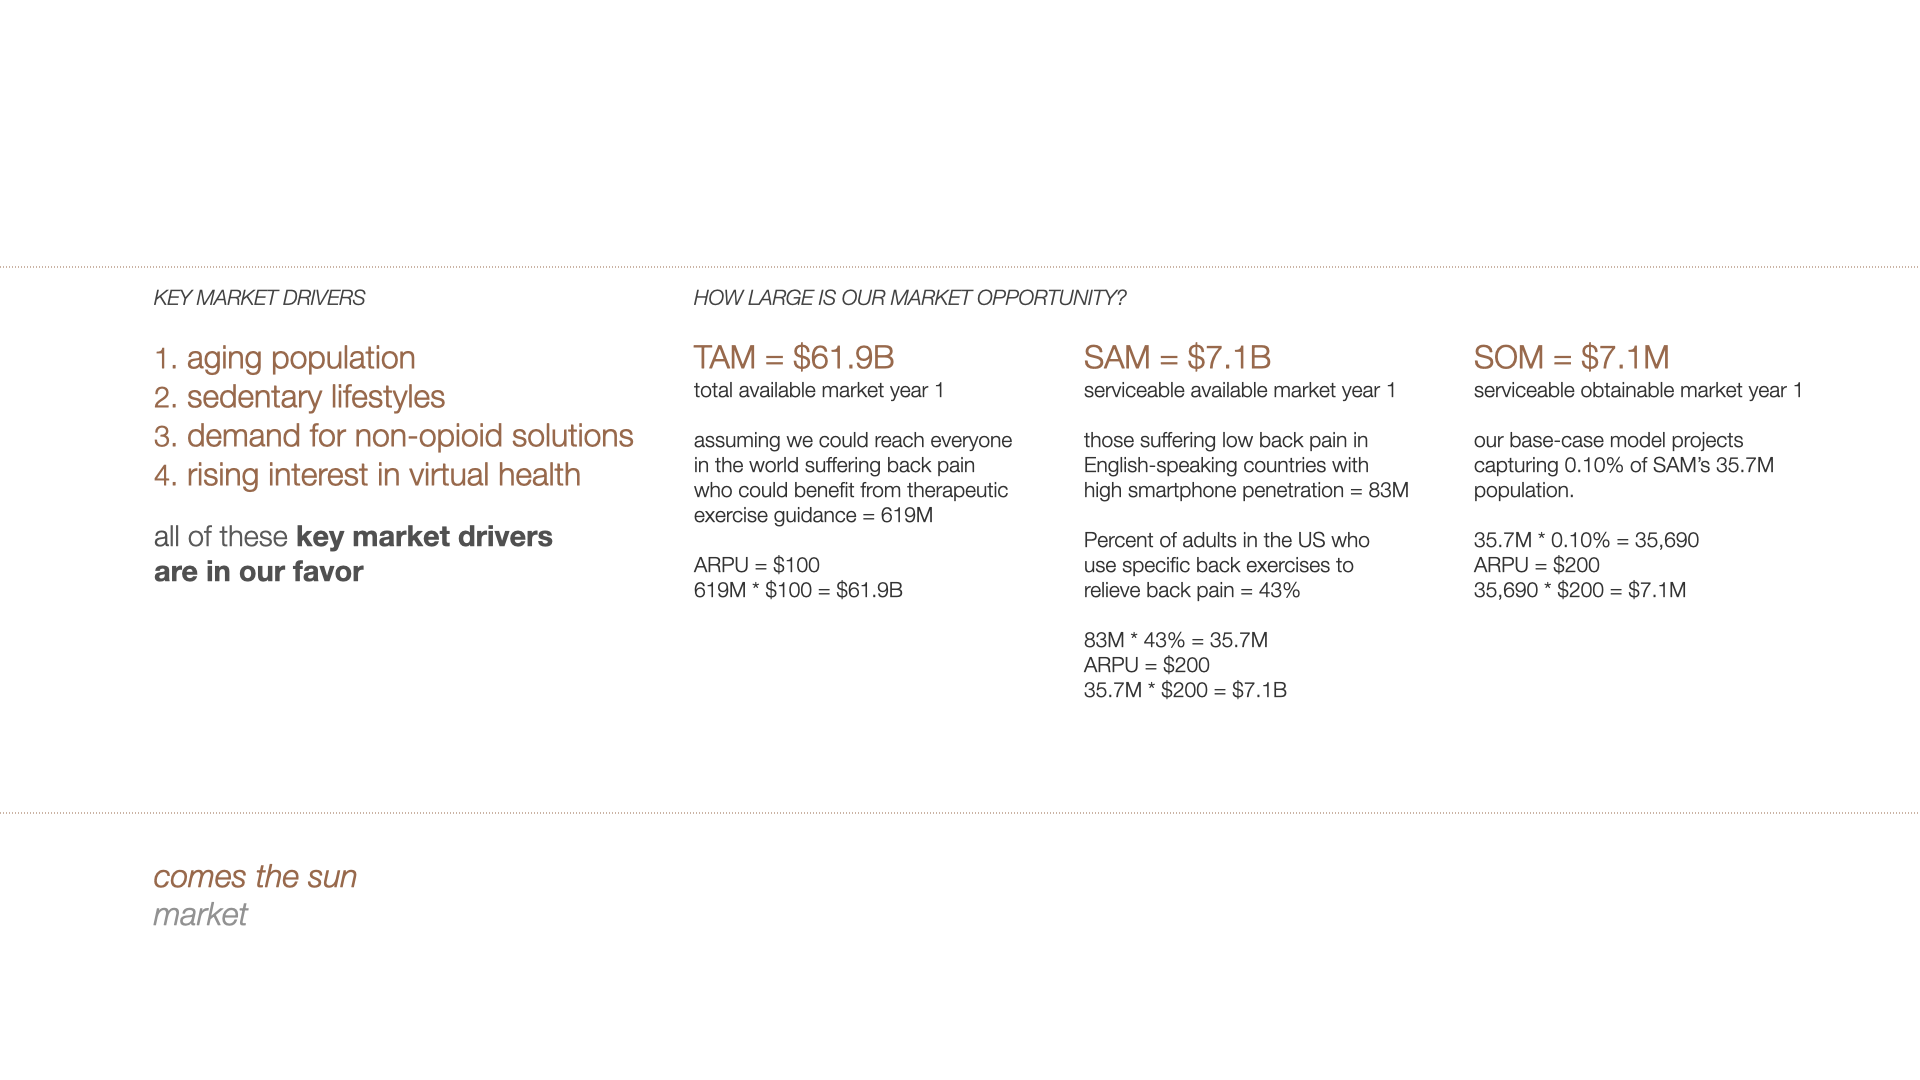 KEY MARKET DRIVERS
1. aging population
2. sedentary lifestyles
3. demand for non-opioid solutions
4. rising interest in virtual health
all of these key market drivers
are in our favor
HOW LARGE IS OUR MARKET OPPORTUNITY?
TAM = $61.9B
total available market year 1
assuming we could reach everyone
in the world suffering back pain
who could benefit from therapeutic
exercise guidance = 619M
ARPU = $100
619M * $100 = $61.9B
SAM = $7.1B
serviceable available market year 1
those suffering low back pain in
English-speaking countries with
high smartphone penetration = 83M
Percent of adults in the US who
use specific back exercises to
relieve back pain = 43%
83M * 43% = 35.7M
ARPU = $200
35.7M * $200 = $7.1B
SOM = $7.1M
serviceable obtainable market year 1
our base-case model projects
capturing 0.10% of SAM’s 35.7M
population.
35.7M * 0.10% = 35,690
ARPU = $200
35,690 * $200 = $7.1M
comes the sun
market